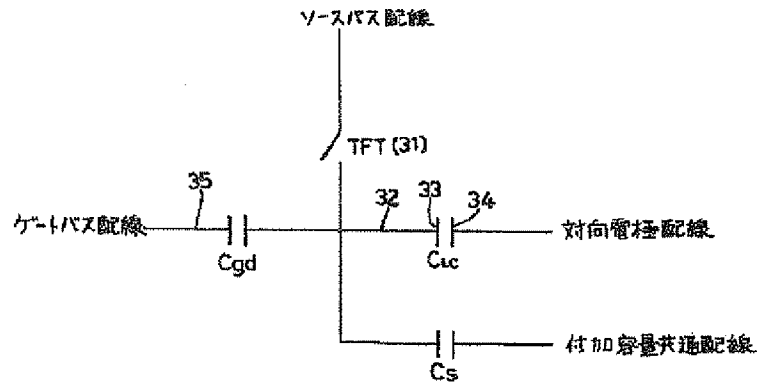 ソースバス配線
TFT (31)
35
32
33
34
ゲートバス配線
対向電極配線
Cgd
CLC
付加容量共通配線
Cs